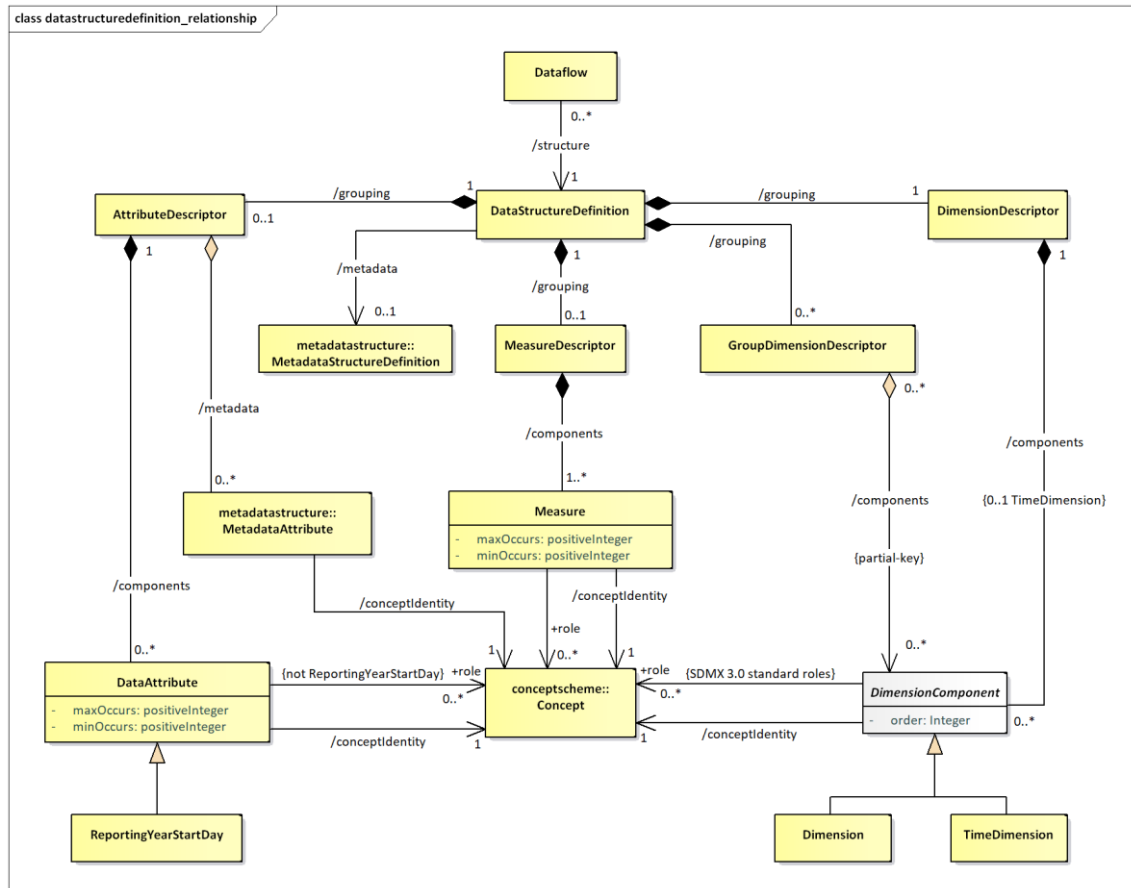 class datastructuredefinition_relationship
Dataflow
0..*
/structure
1
/grouping
1
/grouping
1
AttributeDescriptor
0..1
DataStructureDefinition
DimensionDescriptor
1
/metadata
1
/grouping
1
/grouping
0..1
0..1
0..*
metadatastructure::
MetadataStructureDefinition
MeasureDescriptor
GroupDimensionDescriptor
0..*
/metadata
/components
/components
0..*
1..*
/components
{0..1 TimeDimension}
metadatastructure::
MetadataAttribute
Measure
- maxOccurs: positiveInteger
- minOccurs: positiveInteger
{partial-key}
/components
/conceptIdentity
/conceptIdentity
+role
0..*
1
0..*
1
0..*
DataAttribute
- maxOccurs: positiveInteger
- minOccurs: positiveInteger
{not ReportingYearStartDay}
+role
0..*
/conceptIdentity
1
conceptscheme::
Concept
+role
{SDMX 3.0 standard roles}
0..*
/conceptIdentity
1
DimensionComponent
- order: Integer
0..*
ReportingYearStartDay
Dimension
TimeDimension